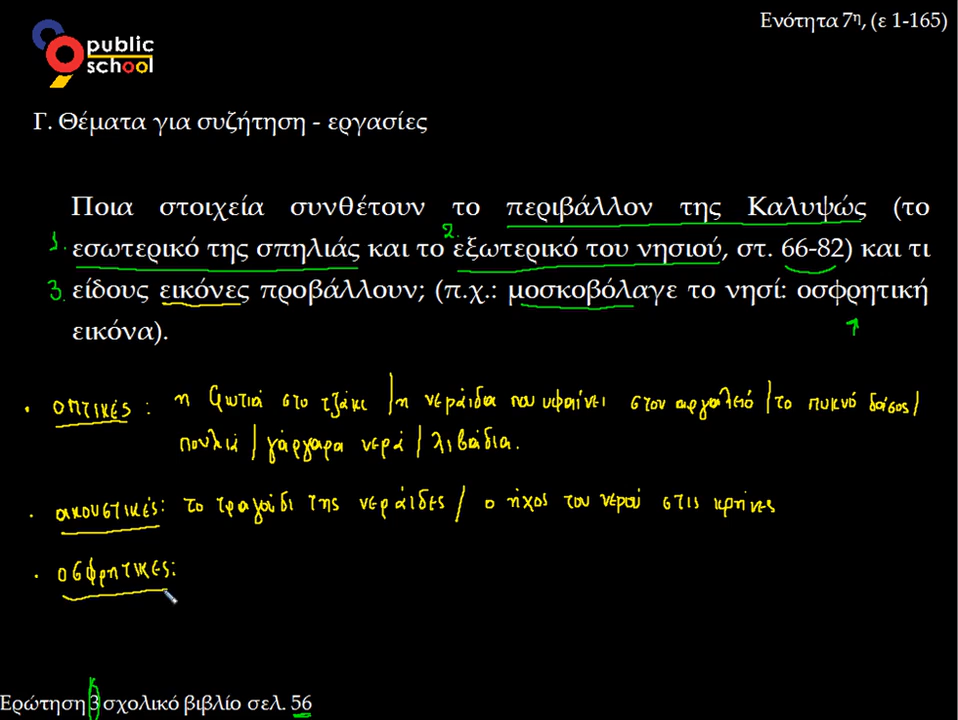 Ενότητα 7η, (ε 1-165)
public
school
Γ. Θέματα για συζήτηση - εργασίες
Ποια στοιχεία συνθέτουν το περιβάλλον της Καλυψώς (το
1. εσωτερικό της σπηλιάς και το 2. εξωτερικό του νησιού, στ. 66-82) και τι
3. είδους εικόνες προβάλλουν; (π.χ.: μοσκοβόλαγε το νησί: οσφρητική
εικόνα).
· οπτικές: η φωτιά στο τζάκι / η νεράιδα που υφαίνει στον αργαλειό / το πυκνό δάσος /
πουλιά / γάργαρα νερά / λιβάδια.
· ακουστικές: το τραγούδι της νεράιδες / ο ήχος του νερού στις κρήνες
· οσφρητικες:
Ερώτηση 3 σχολικό βιβλίο σελ. 56